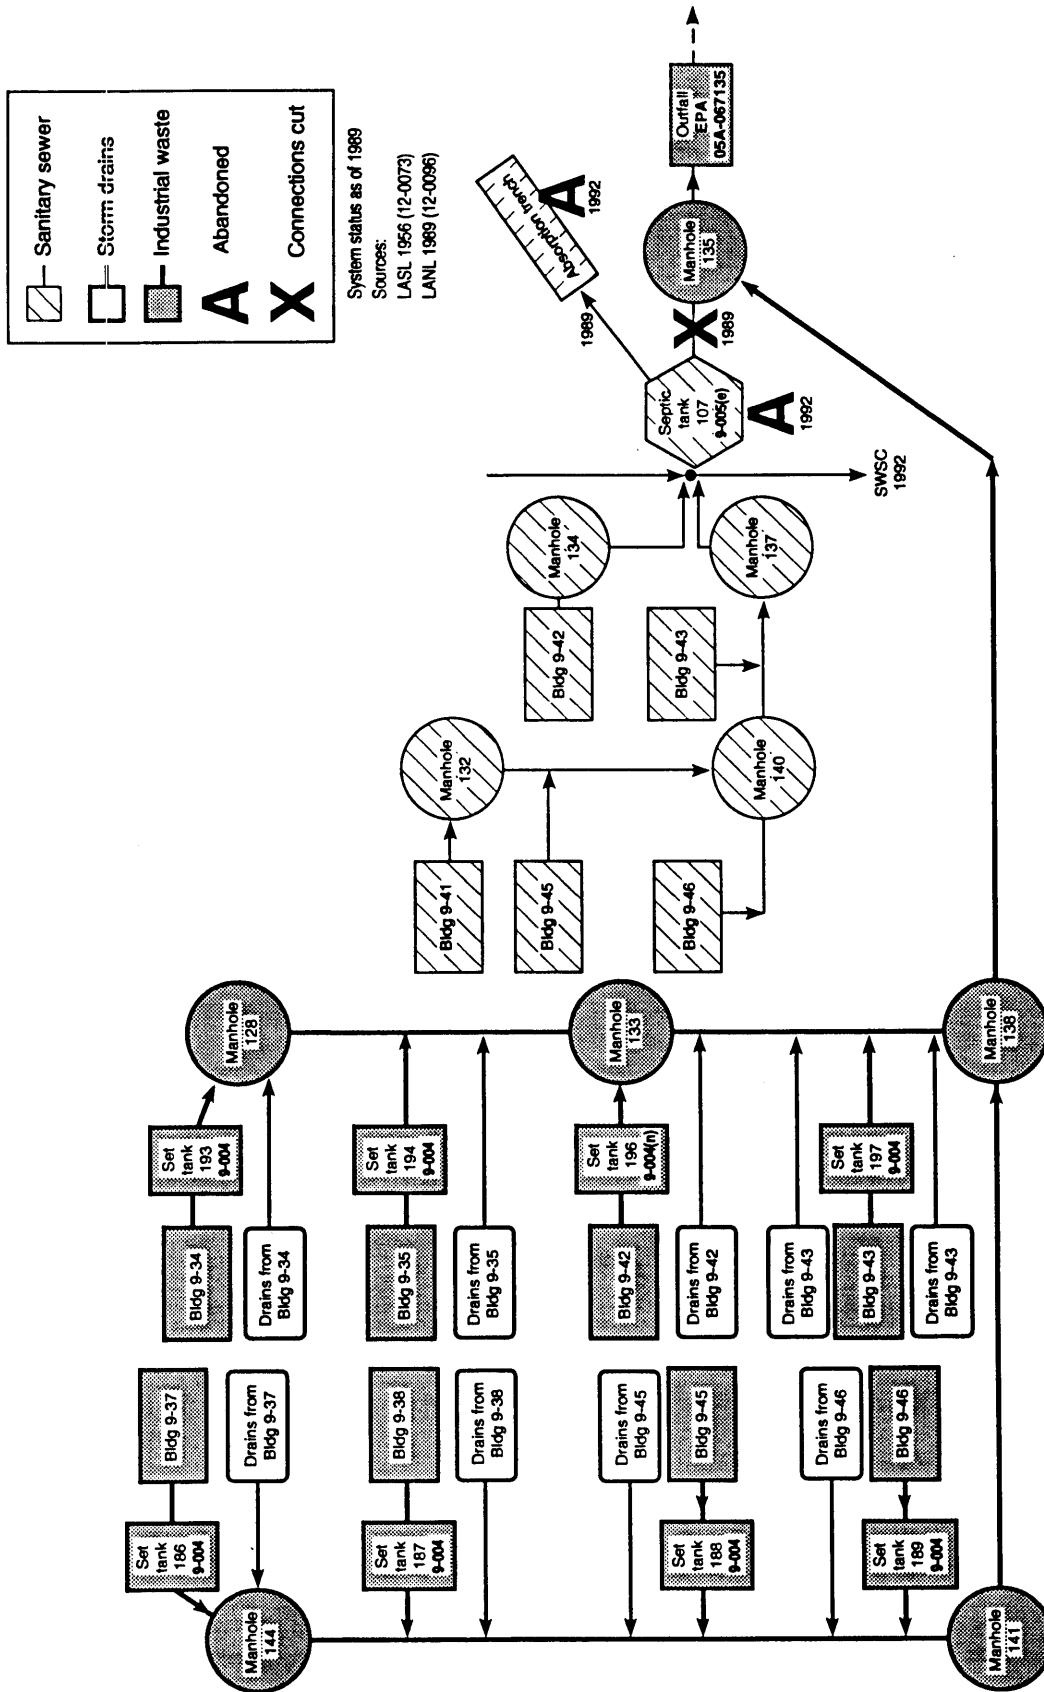 Sanitary sewer
Storm drains
Industrial waste
A
Abandoned
X
Connections cut
System status as of 1989
Sources:
LASL 1956 (12-0073)
LANL 1989 (12-0096)
Bldg 9-37
Set
tank
186
9-004
Drains from
Bldg 9-37
Manhole
144
Bldg 9-38
Set
tank
187
9-004
Drains from
Bldg 9-38
Drains from
Bldg 9-45
Bldg 9-45
Set
tank
188
9-004
Drains from
Bldg 9-46
Bldg 9-46
Set
tank
189
9-004
Manhole
141
Bldg 9-34
Set
tank
193
9-004
Drains from
Bldg 9-34
Manhole
128
Bldg 9-35
Set
tank
194
9-004
Drains from
Bldg 9-35
Bldg 9-42
Set
tank
196
9-004(n)
Manhole
133
Drains from
Bldg 9-42
Drains from
Bldg 9-43
Bldg 9-43
Set
tank
197
9-004
Drains from
Bldg 9-43
Manhole
138
Bldg 9-41
Manhole
132
Bldg 9-45
Bldg 9-46
Manhole
140
Bldg 9-42
Manhole
134
Bldg 9-43
Manhole
137
SWSC
1992
Septic
tank
107
9-005(e)
A
1992
1989
Absorption trench
A
1992
X
1989
Manhole
135
Outfall
EPA
05A-067135